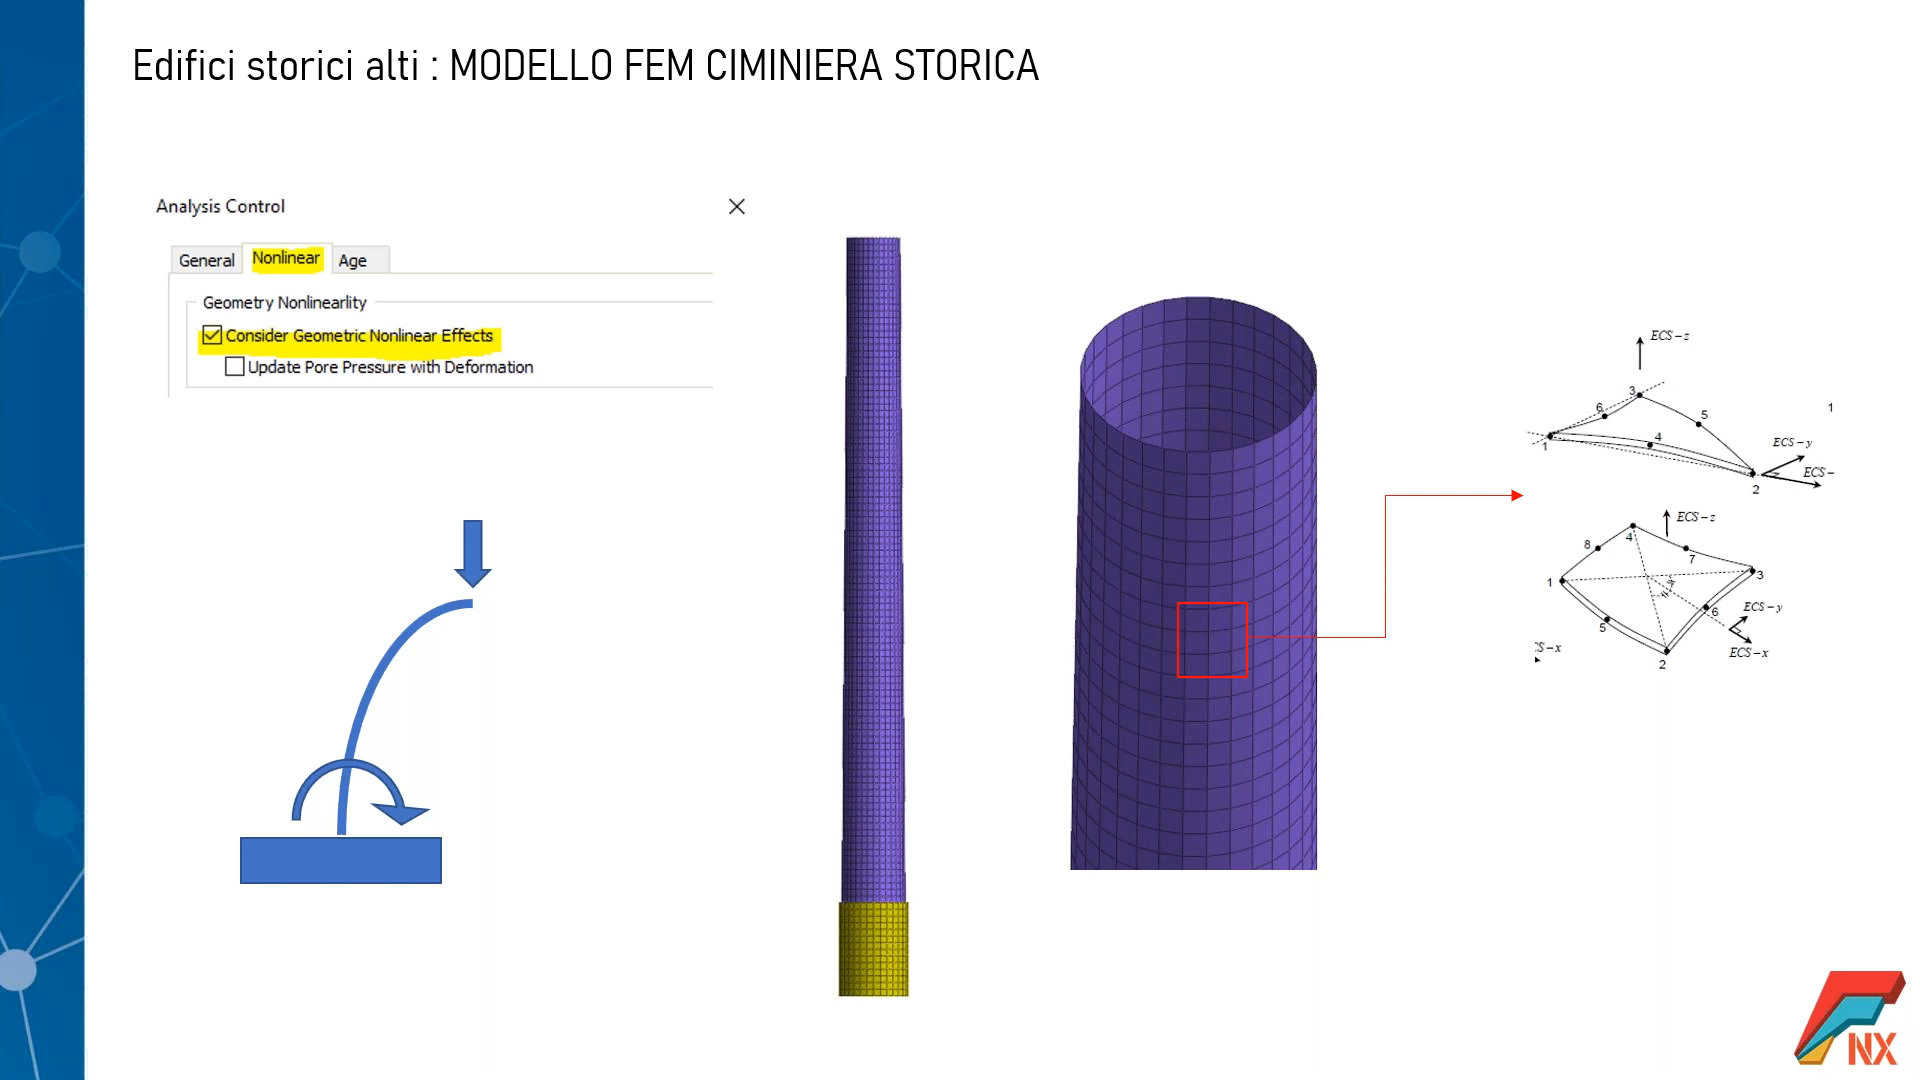 Edifici storici alti : MODELLO FEM CIMINIERA STORICA
Analysis Control
General Nonlinear Age
Geometry Nonlinearlity
Consider Geometric Nonlinear Effects
Update Pore Pressure with Deformation
ECS-z
3
6
5
4
1
2
ECS-y
ECS-
1
ECS-z
4
8
7
1
3
6
5
2
ECS-y
ECS-x
CS-x
NX